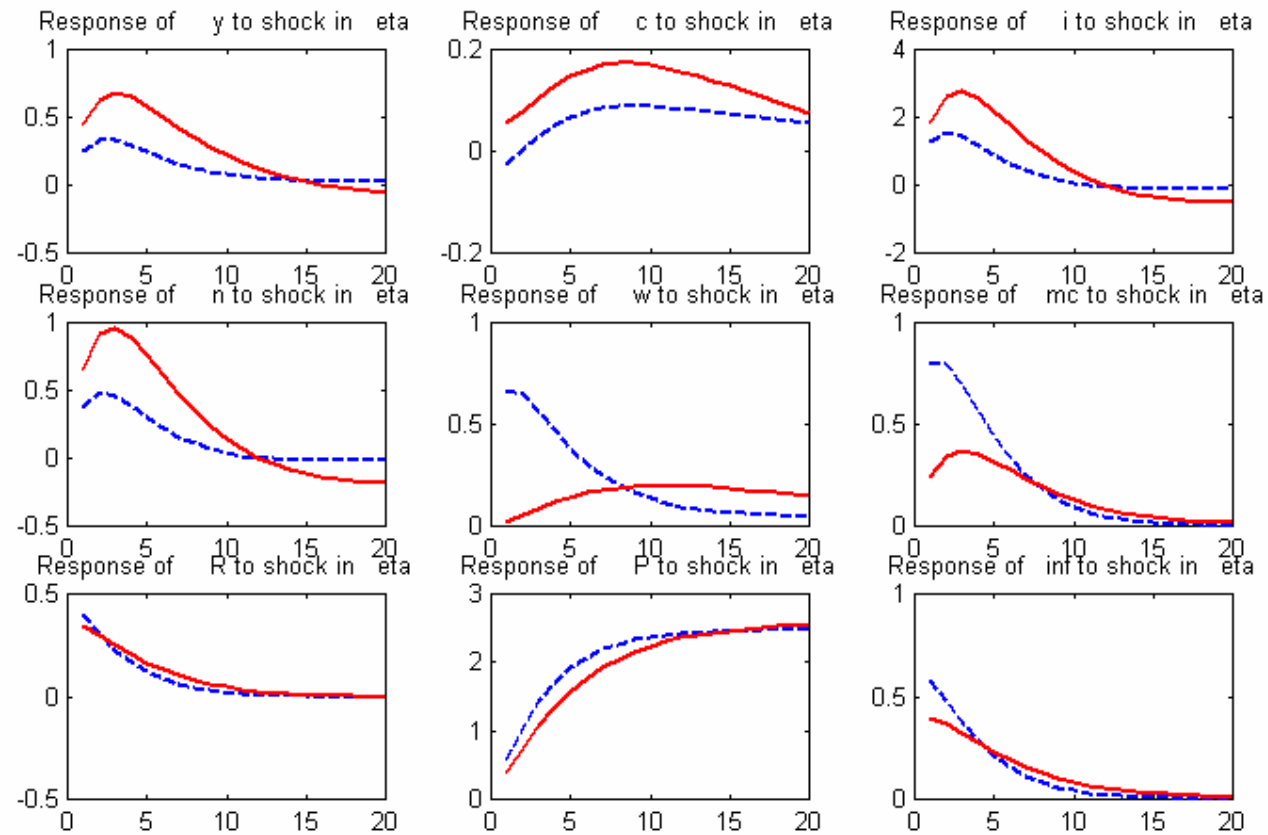 Response of y to shock in eta
1
0.5
0
-0.5
0 5 10 15 20
Response of c to shock in eta
0.2
0
-0.2
0 5 10 15 20
Response of i to shock in eta
4
2
0
-2
0 5 10 15 20
Response of n to shock in eta
1
0.5
0
-0.5
0 5 10 15 20
Response of w to shock in eta
1
0.5
0
0 5 10 15 20
Response of mc to shock in eta
1
0.5
0
0 5 10 15 20
Response of R to shock in eta
0.5
0
-0.5
0 5 10 15 20
Response of P to shock in eta
3
2
1
0
0 5 10 15 20
Response of inf to shock in eta
1
0.5
0
0 5 10 15 20